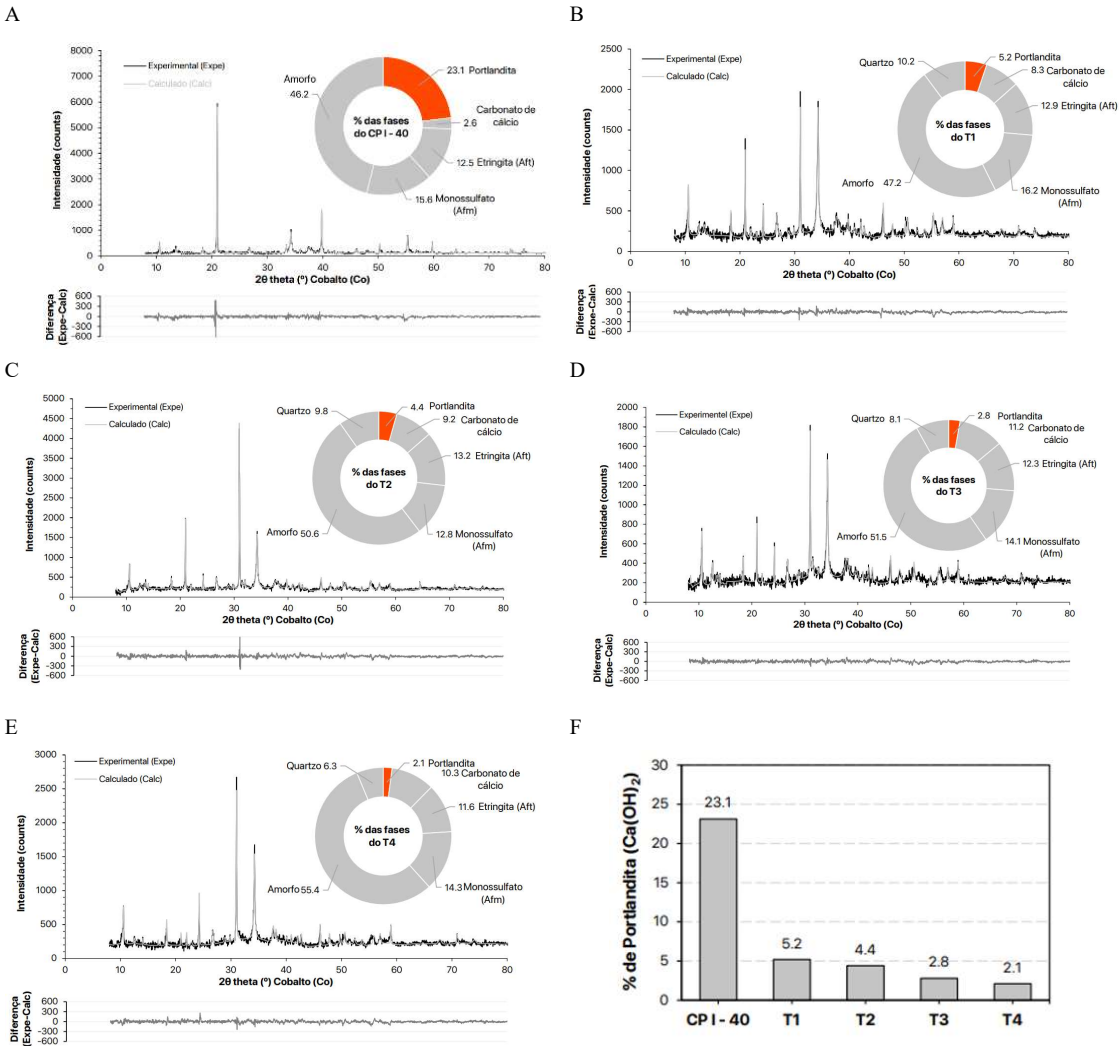 A
8000
7000
6000
5000
4000
3000
2000
1000
0
Intensidade (counts)
Experimental (Expe)
Calculado (Calc)
Amorfo
46.2
23.1 Portlandita
Carbonato de
cálcio
2.6
12.5 Etringita (Aft)
15.6 Monossulfato
(Afm)
% das fases
do CP I - 40
0 10 20 30 40 50 60 70 80
2θ theta (º) Cobalto (Co)
Diferença
(Expe-Calc)
600
300
0
-300
-600
B
2500
2000
1500
1000
500
0
Intensidade (counts)
Experimental (Expe)
Calculado (Calc)
Quartzo 10.2
5.2 Portlandita
8.3 Carbonato de
cálcio
12.9 Etringita (Aft)
16.2 Monossulfato
(Afm)
Amorfo 47.2
% das fases
do T1
0 10 20 30 40 50 60 70 80
2θ theta (º) Cobalto (Co)
Diferença
(Expe-Calc)
600
300
0
-300
-600
C
5000
4500
4000
3500
3000
2500
2000
1500
1000
500
0
Intensidade (counts)
Experimental (Expe)
Calculado (Calc)
Quartzo 9.8
4.4 Portlandita
9.2 Carbonato de
cálcio
13.2 Etringita (Aft)
12.8 Monossulfato
(Afm)
Amorfo 50.6
% das fases
do T2
0 10 20 30 40 50 60 70 80
2θ theta (º) Cobalto (Co)
Diferença
(Expe-Calc)
600
300
0
-300
-600
D
2000
1800
1600
1400
1200
1000
800
600
400
200
0
Intensidade (counts)
Experimental (Expe)
Calculado (Calc)
Quartzo 8.1
2.8 Portlandita
11.2 Carbonato de
cálcio
12.3 Etringita (Aft)
14.1 Monossulfato
(Afm)
Amorfo 51.5
% das fases
do T3
0 10 20 30 40 50 60 70 80
2θ theta (º) Cobalto (Co)
Diferença
(Expe-Calc)
600
300
0
-300
-600
E
3000
2500
2000
1500
1000
500
0
Intensidade (counts)
Experimental (Expe)
Calculado (Calc)
Quartzo 6.3
2.1 Portlandita
10.3 Carbonato de
cálcio
11.6 Etringita (Aft)
14.3 Monossulfato
(Afm)
Amorfo 55.4
% das fases
do T4
0 10 20 30 40 50 60 70 80
2θ theta (º) Cobalto (Co)
Diferença
(Expe-Calc)
600
300
0
-300
-600
F
30
25
20
15
10
5
0
% de Portlandita (Ca(OH)₂)
23.1
5.2
4.4
2.8
2.1
CP I - 40 T1 T2 T3 T4